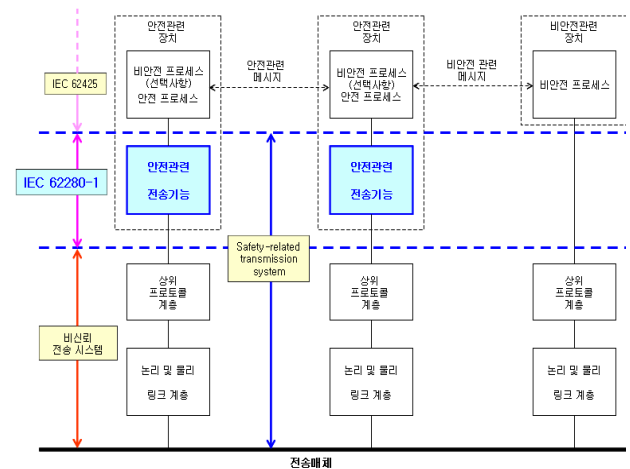 안전관련
장치
안전관련
장치
비안전관련
장치
IEC 62425
비안전 프로세스
(선택사항)
안전 프로세스
안전관련
메시지
비안전 프로세스
(선택사항)
안전 프로세스
비안전 관련
메시지
비안전 프로세스
IEC 62280-1
안전관련
전송기능
안전관련
전송기능
Safety-related
transmission
system
상위
프로토콜
계층
상위
프로토콜
계층
상위
프로토콜
계층
비신뢰
전송 시스템
논리 및 물리
링크 계층
논리 및 물리
링크 계층
논리 및 물리
링크 계층
전송매체